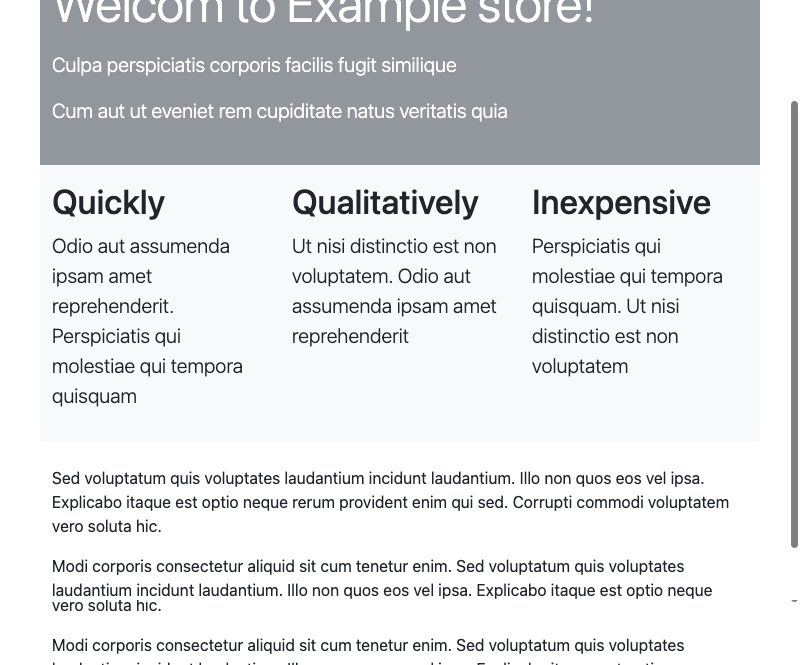 Welcom to Example store!
Culpa perspiciatis corporis facilis fugit similique
Cum aut ut eveniet rem cupiditate natus veritatis quia
Quickly
Odio aut assumenda
ipsam amet
reprehenderit.
Perspiciatis qui
molestiae qui tempora
quisquam
Qualitatively
Ut nisi distinctio est non
voluptatem. Odio aut
assumenda ipsam amet
reprehenderit
Inexpensive
Perspiciatis qui
molestiae qui tempora
quisquam. Ut nisi
distinctio est non
voluptatem
Sed voluptatum quis voluptates laudantium incidunt laudantium. Illo non quos eos vel ipsa.
Explicabo itaque est optio neque rerum provident enim qui sed. Corrupti commodi voluptatem
vero soluta hic.
Modi corporis consectetur aliquid sit cum tenetur enim. Sed voluptatum quis voluptates
laudantium incidunt laudantium. Illo non quos eos vel ipsa. Explicabo itaque est optio neque
vero soluta hic.
Modi corporis consectetur aliquid sit cum tenetur enim. Sed voluptatum quis voluptates